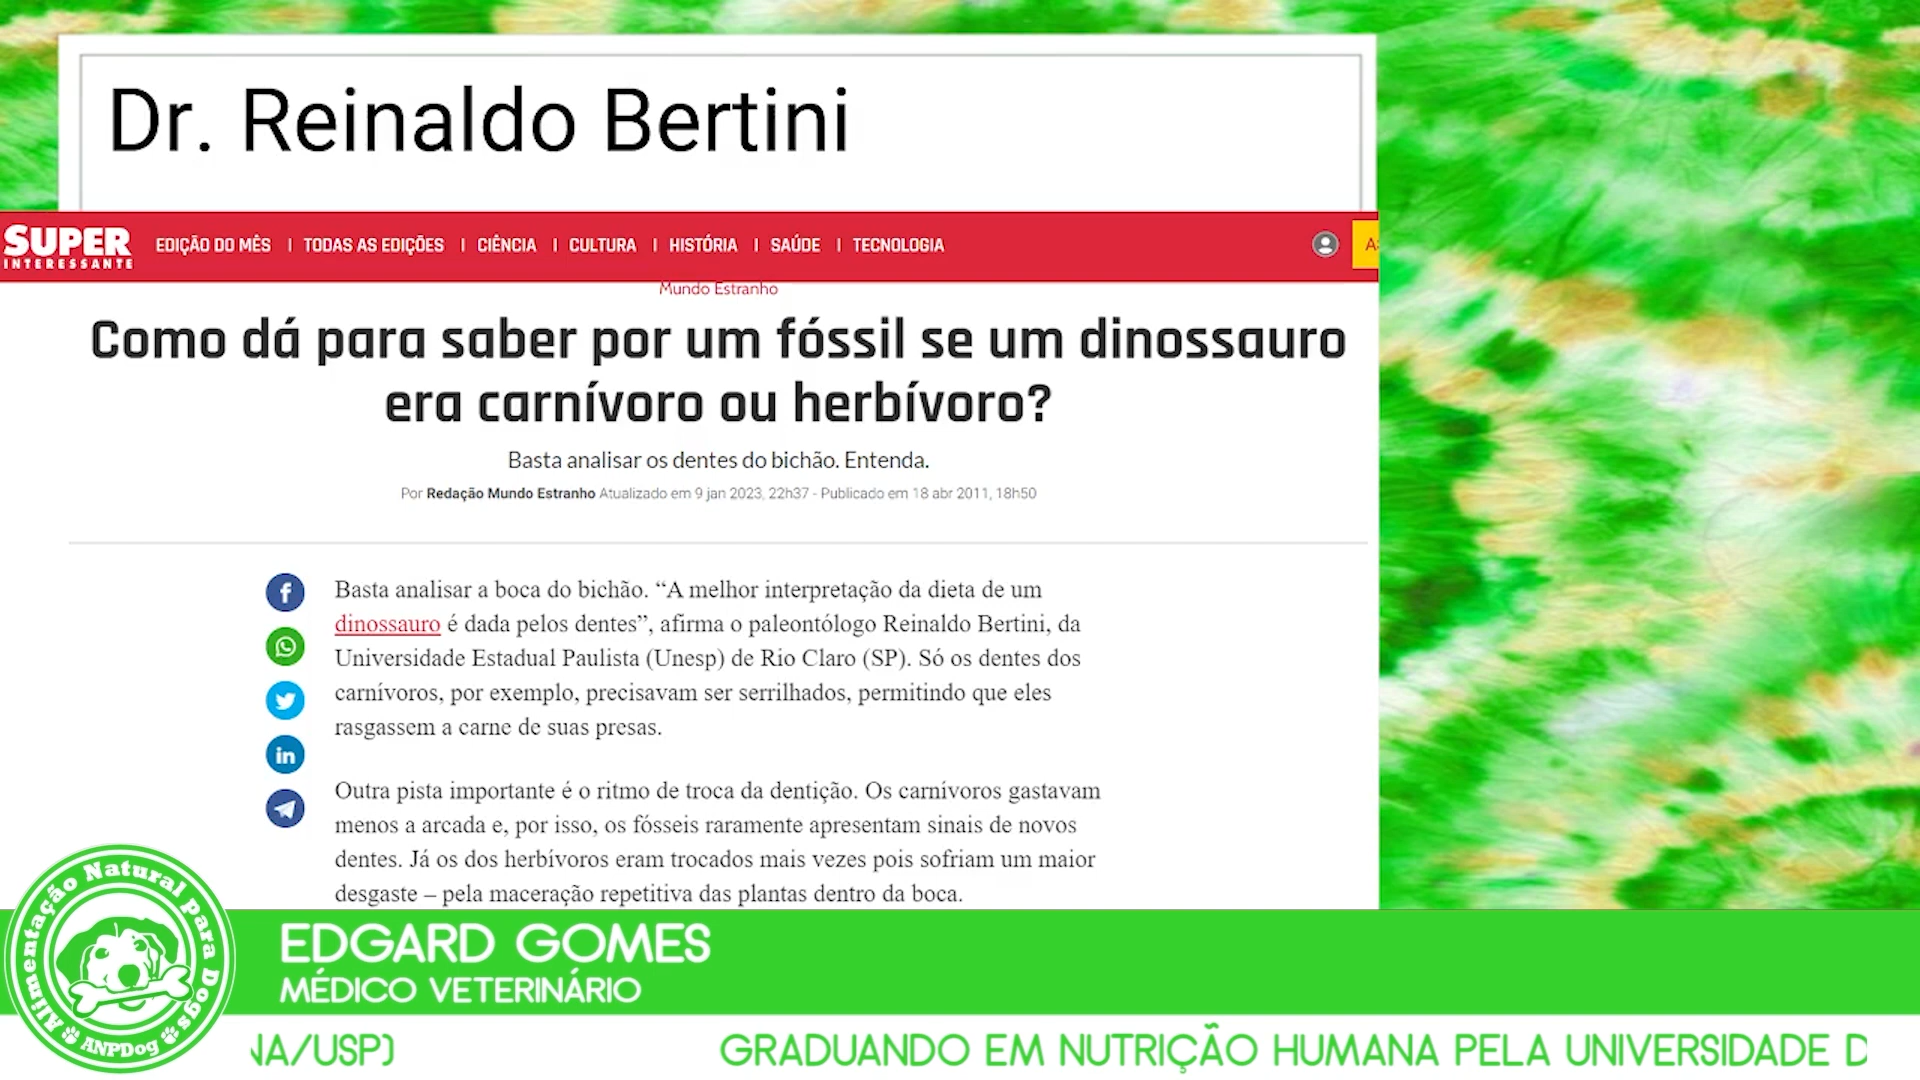 Dr. Reinaldo Bertini
SUPER
INTERESSANTE
EDIÇÃO DO MÊS | TODAS AS EDIÇÕES | CIÊNCIA | CULTURA | HISTÓRIA | SAÚDE | TECNOLOGIA
Mundo Estranho
Como dá para saber por um fóssil se um dinossauro
era carnívoro ou herbívoro?
Basta analisar os dentes do bichão. Entenda.
Por Redação Mundo Estranho Atualizado em 9 jan 2023, 22h37 - Publicado em 18 abr 2011, 18h50
Basta analisar a boca do bichão. “A melhor interpretação da dieta de um
dinossauro é dada pelos dentes”, afirma o paleontólogo Reinaldo Bertini, da
Universidade Estadual Paulista (Unesp) de Rio Claro (SP). Só os dentes dos
carnívoros, por exemplo, precisavam ser serrilhados, permitindo que eles
rasgassem a carne de suas presas.
Outra pista importante é o ritmo de troca da dentição. Os carnívoros gastavam
menos a arcada e, por isso, os fósseis raramente apresentam sinais de novos
dentes. Já os dos herbívoros eram trocados mais vezes pois sofriam um maior
desgaste – pela maceração repetitiva das plantas dentro da boca.
Alimentação Natural para Dogs
ANPDog
EDGARD GOMES
MÉDICO VETERINÁRIO
NA/USP) GRADUANDO EM NUTRIÇÃO HUMANA PELA UNIVERSIDADE D